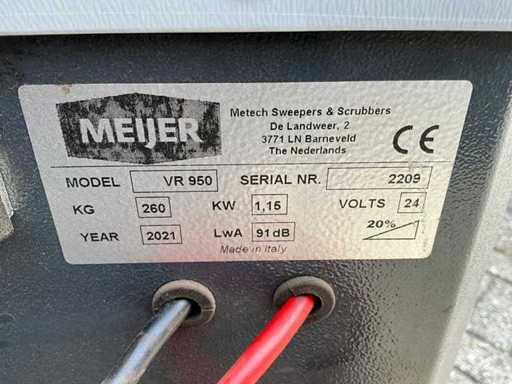 MEIJER
Metech Sweepers & Scrubbers
De Landweer, 2
3771 LN Barneveld
The Nederlands
CE
MODEL VR 950 SERIAL NR. 2209
KG 260 KW 1,15 VOLTS 24
YEAR 2021 LwA 91dB 20%
Made in Italy